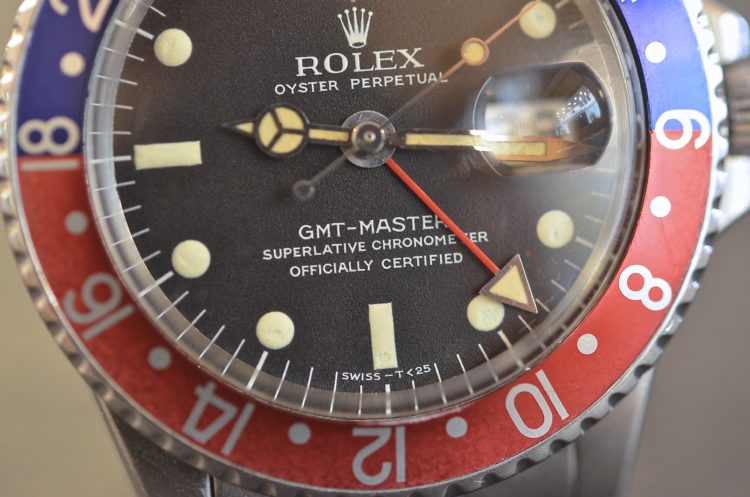 ROLEX
OYSTER PERPETUAL
GMT-MASTER
SUPERLATIVE CHRONOMETER
OFFICIALLY CERTIFIED
SWISS-T<25
6
8
10
12
14
16
18